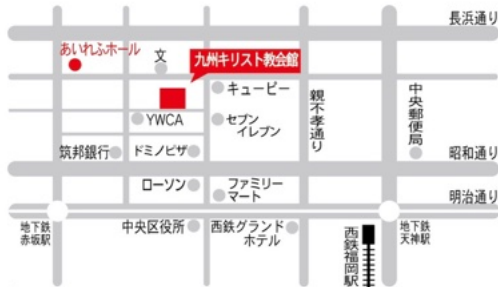 長浜通り
あいれふホール
文
九州キリスト教会館
キューピー
親不孝通り
中央郵便局
YWCA
セブン
イレブン
筑邦銀行
ドミノピザ
昭和通り
ローソン
ファミリー
マート
明治通り
地下鉄
赤坂駅
中央区役所
西鉄グランド
ホテル
西鉄福岡駅
地下鉄
天神駅